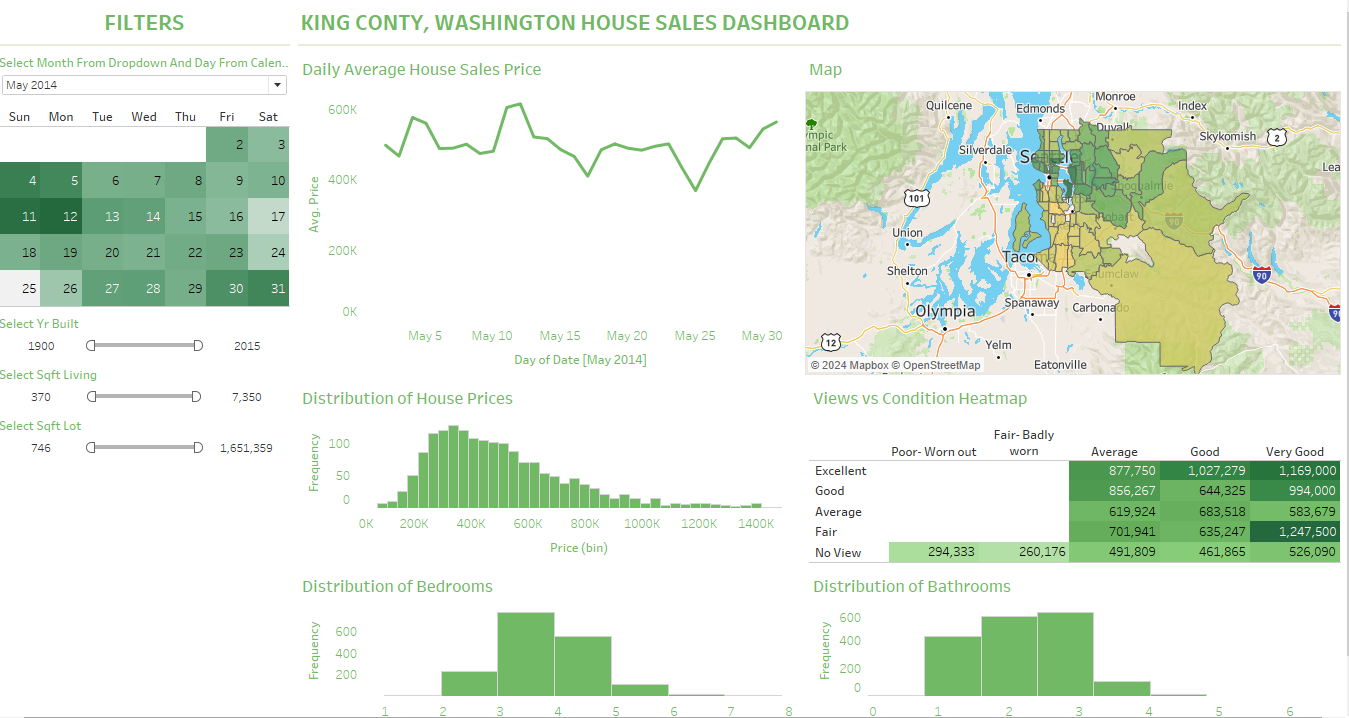 FILTERS
KING CONTY, WASHINGTON HOUSE SALES DASHBOARD
Select Month From Dropdown And Day From Calen..
May 2014
Sun Mon Tue Wed Thu Fri Sat
2 3
4 5 6 7 8 9 10
11 12 13 14 15 16 17
18 19 20 21 22 23 24
25 26 27 28 29 30 31
Select Yr Built
1900 2015
Select Sqft Living
370 7,350
Select Sqft Lot
746 1,651,359
Daily Average House Sales Price
Avg. Price
600K
400K
200K
0K
May 5 May 10 May 15 May 20 May 25 May 30
Day of Date [May 2014]
Map
Quilcene
Edmonds
Monroe
Index
Duvall
Skykomish
2
ympic
nal Park
Silverdale
Seattle
Lea
Snoqualmie
101
Hobart
90
Union
Taco
Enumclaw
90
Shelton
Spanaway
Carbonado
Olympia
90
12
Yelm
Eatonville
© 2024 Mapbox © OpenStreetMap
Distribution of House Prices
Frequency
100
50
0
0K 200K 400K 600K 800K 1000K 1200K 1400K
Price (bin)
Views vs Condition Heatmap
Fair- Badly
Poor- Worn out worn Average Good Very Good
Excellent 877,750 1,027,279 1,169,000
Good 856,267 644,325 994,000
Average 619,924 683,518 583,679
Fair 701,941 635,247 1,247,500
No View 294,333 260,176 491,809 461,865 526,090
Distribution of Bedrooms
Frequency
600
400
200
1 2 3 4 5 6 7 8
Distribution of Bathrooms
Frequency
600
400
200
0
0 1 2 3 4 5 6